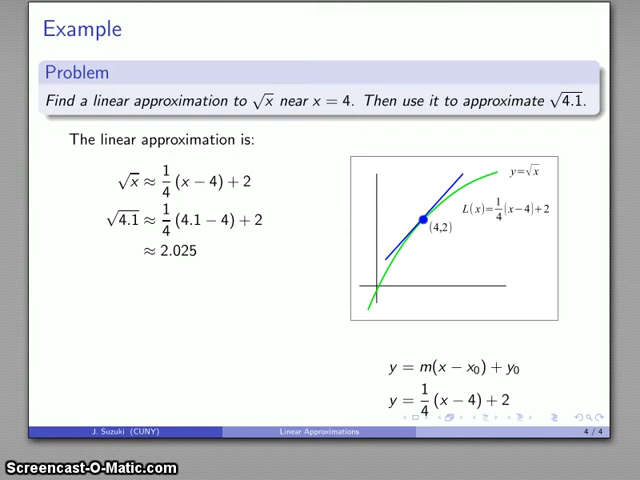 Example
Problem
Find a linear approximation to √x near x = 4. Then use it to approximate √4.1.
The linear approximation is:
√x ≈ 1/4 (x − 4) + 2
√4.1 ≈ 1/4 (4.1 − 4) + 2
≈ 2.025
y=√x
L(x)=1/4(x−4)+2
(4,2)
y = m(x − x₀) + y₀
y = 1/4 (x − 4) + 2
J. Suzuki (CUNY) Linear Approximations 4 / 4
Screencast-O-Matic.com